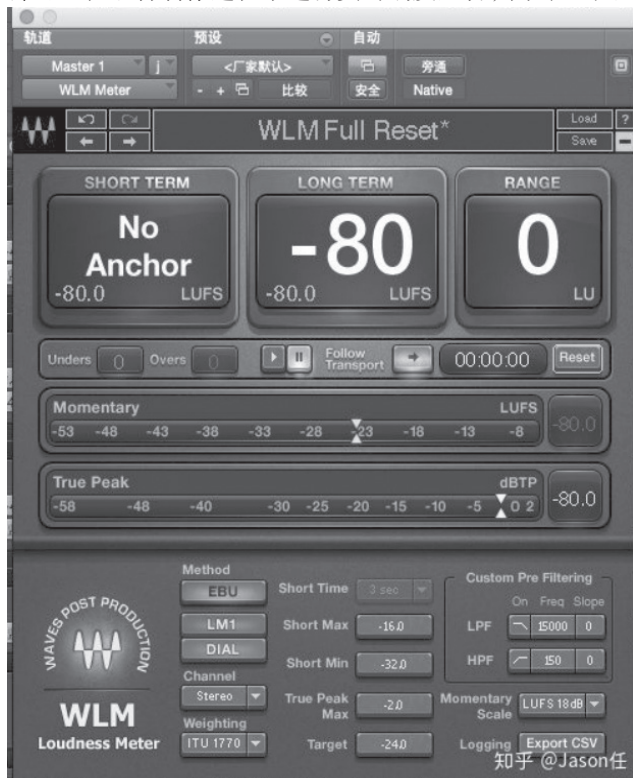 轨道 预设 自动
Master 1 j <厂家默认> 旁通
WLM Meter - + 比较 安全 Native
WLM Full Reset* Load ?
Save
SHORT TERM LONG TERM RANGE
No Anchor -80 0
-80.0 LUFS -80.0 LUFS LU
Unders 0 Overs 0 Follow Transport 00:00:00 Reset
Momentary LUFS
-53 -48 -43 -38 -33 -28 -23 -18 -13 -8 -80.0
True Peak dBTP
-58 -48 -40 -30 -25 -20 -15 -10 -5 0 2 -80.0
Method
EBU Short Time 3 sec Custom Pre Filtering
On Freq Slope
LM1 Short Max -16.0 LPF 15000 0
DIAL Short Min -32.0 HPF 150 0
Channel
Stereo True Peak Max -2.0 Momentary Scale LUFS 18dB
Weighting
ITU 1770 Target -24.0 Logging Export CSV
WAVES POST PRODUCTION
WLM
Loudness Meter
知乎 @Jason任